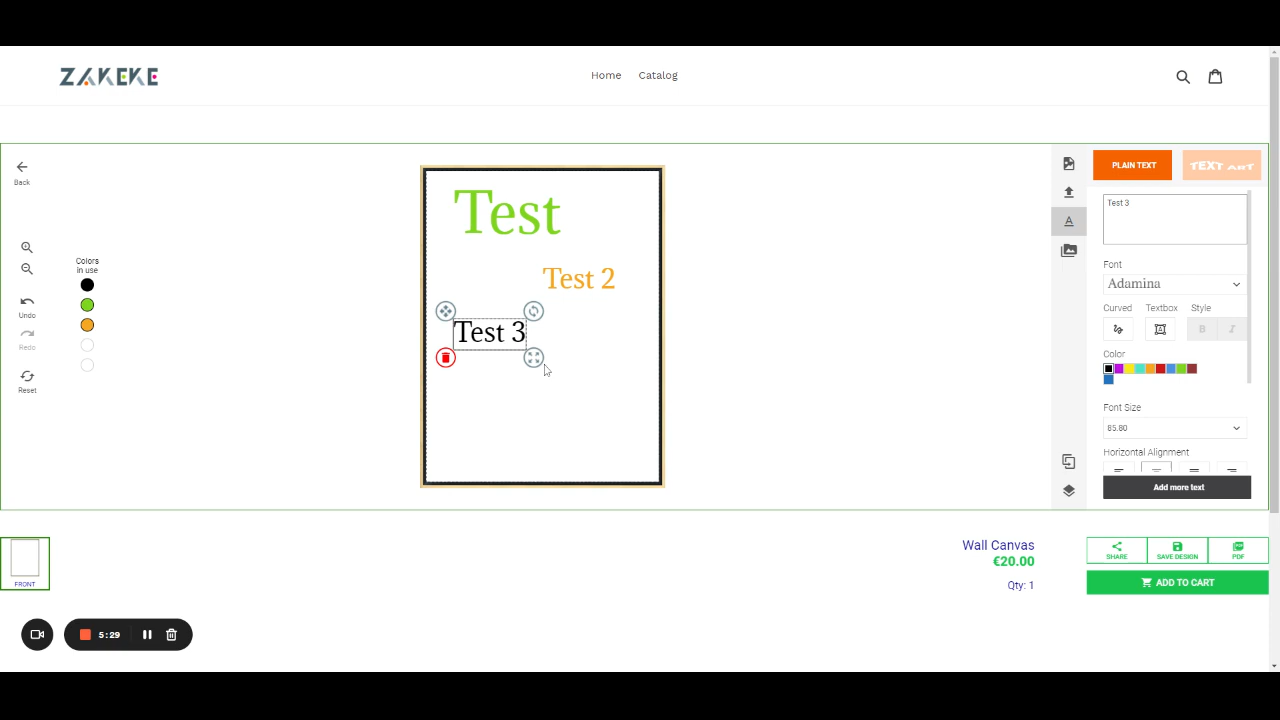 ZAKEKE
Home Catalog
Back
PLAIN TEXT TEXT ART
Test
Test 3
Colors
in use
Font
Adamina
Test 2
Undo
Curved Textbox Style
Test 3
B I
Redo
Color
Reset
Font Size
85.80
Horizontal Alignment
Add more text
Wall Canvas
€20.00
Qty: 1
SHARE SAVE DESIGN PDF
PDF
ADD TO CART
FRONT
5:29